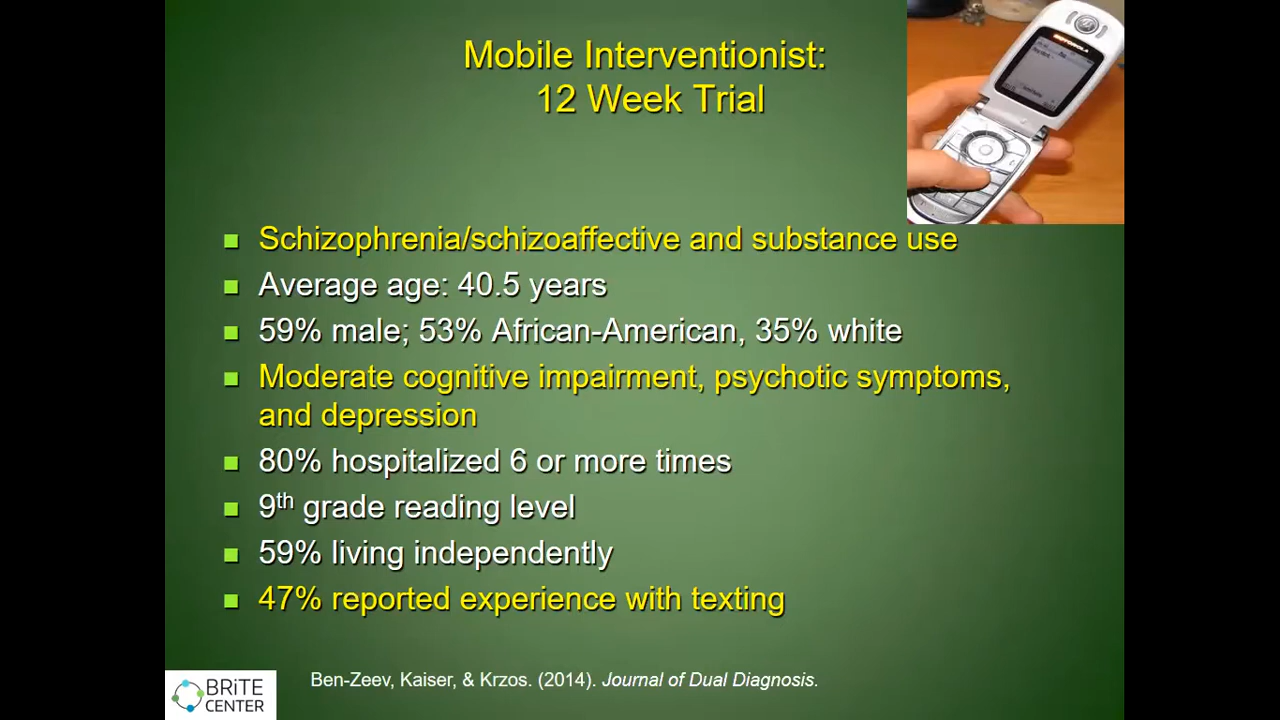 Mobile Interventionist:
12 Week Trial
MOTOROLA
Schizophrenia/schizoaffective and substance use
Average age: 40.5 years
59% male; 53% African-American, 35% white
Moderate cognitive impairment, psychotic symptoms,
and depression
80% hospitalized 6 or more times
9th grade reading level
59% living independently
47% reported experience with texting
Ben-Zeev, Kaiser, & Krzos. (2014). Journal of Dual Diagnosis.
BRiTE
CENTER